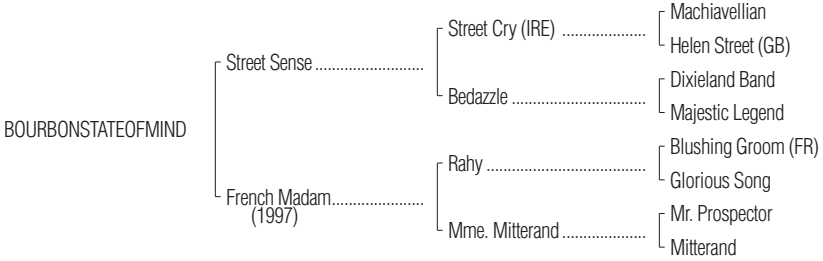 Machiavellian
Street Cry (IRE) ....................
Helen Street (GB)
Street Sense ..........................
Dixieland Band
Bedazzle ................................
Majestic Legend
BOURBONSTATEOFMIND
Blushing Groom (FR)
Rahy ......................................
Glorious Song
French Madam......................
(1997)
Mr. Prospector
Mme. Mitterand ....................
Mitterand